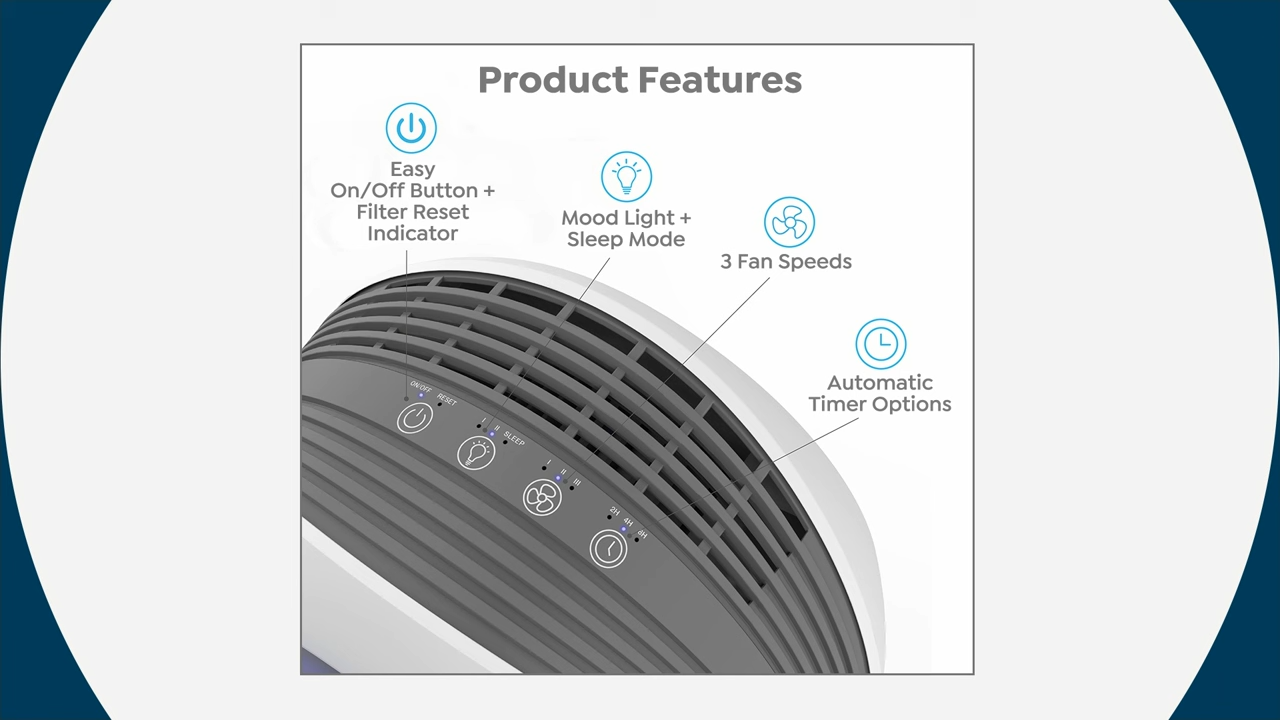 Product Features
Easy
On/Off Button +
Filter Reset
Indicator
Mood Light +
Sleep Mode
3 Fan Speeds
Automatic
Timer Options
ON/OFF
RESET
I
II
SLEEP
I
II
III
2H
4H
8H